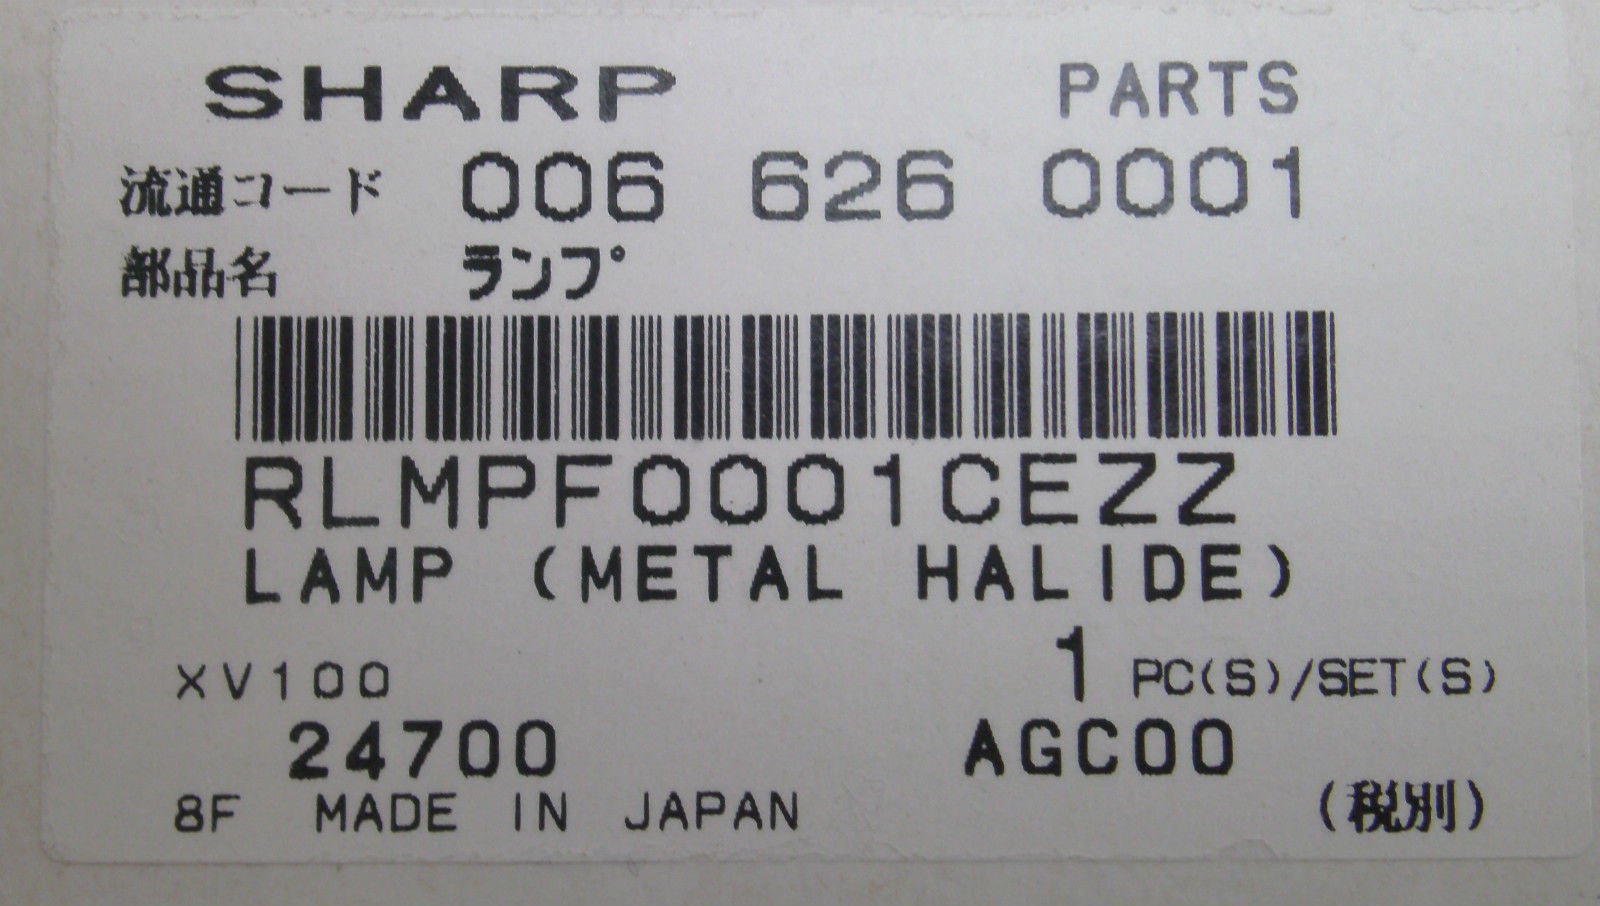 SHARP PARTS
流通コード 006 626 0001
部品名 ランプ
RLMPF0001CEZZ
LAMP (METAL HALIDE)
XV100 1 PC(S)/SET(S)
24700 AGC00
8F MADE IN JAPAN (税別)